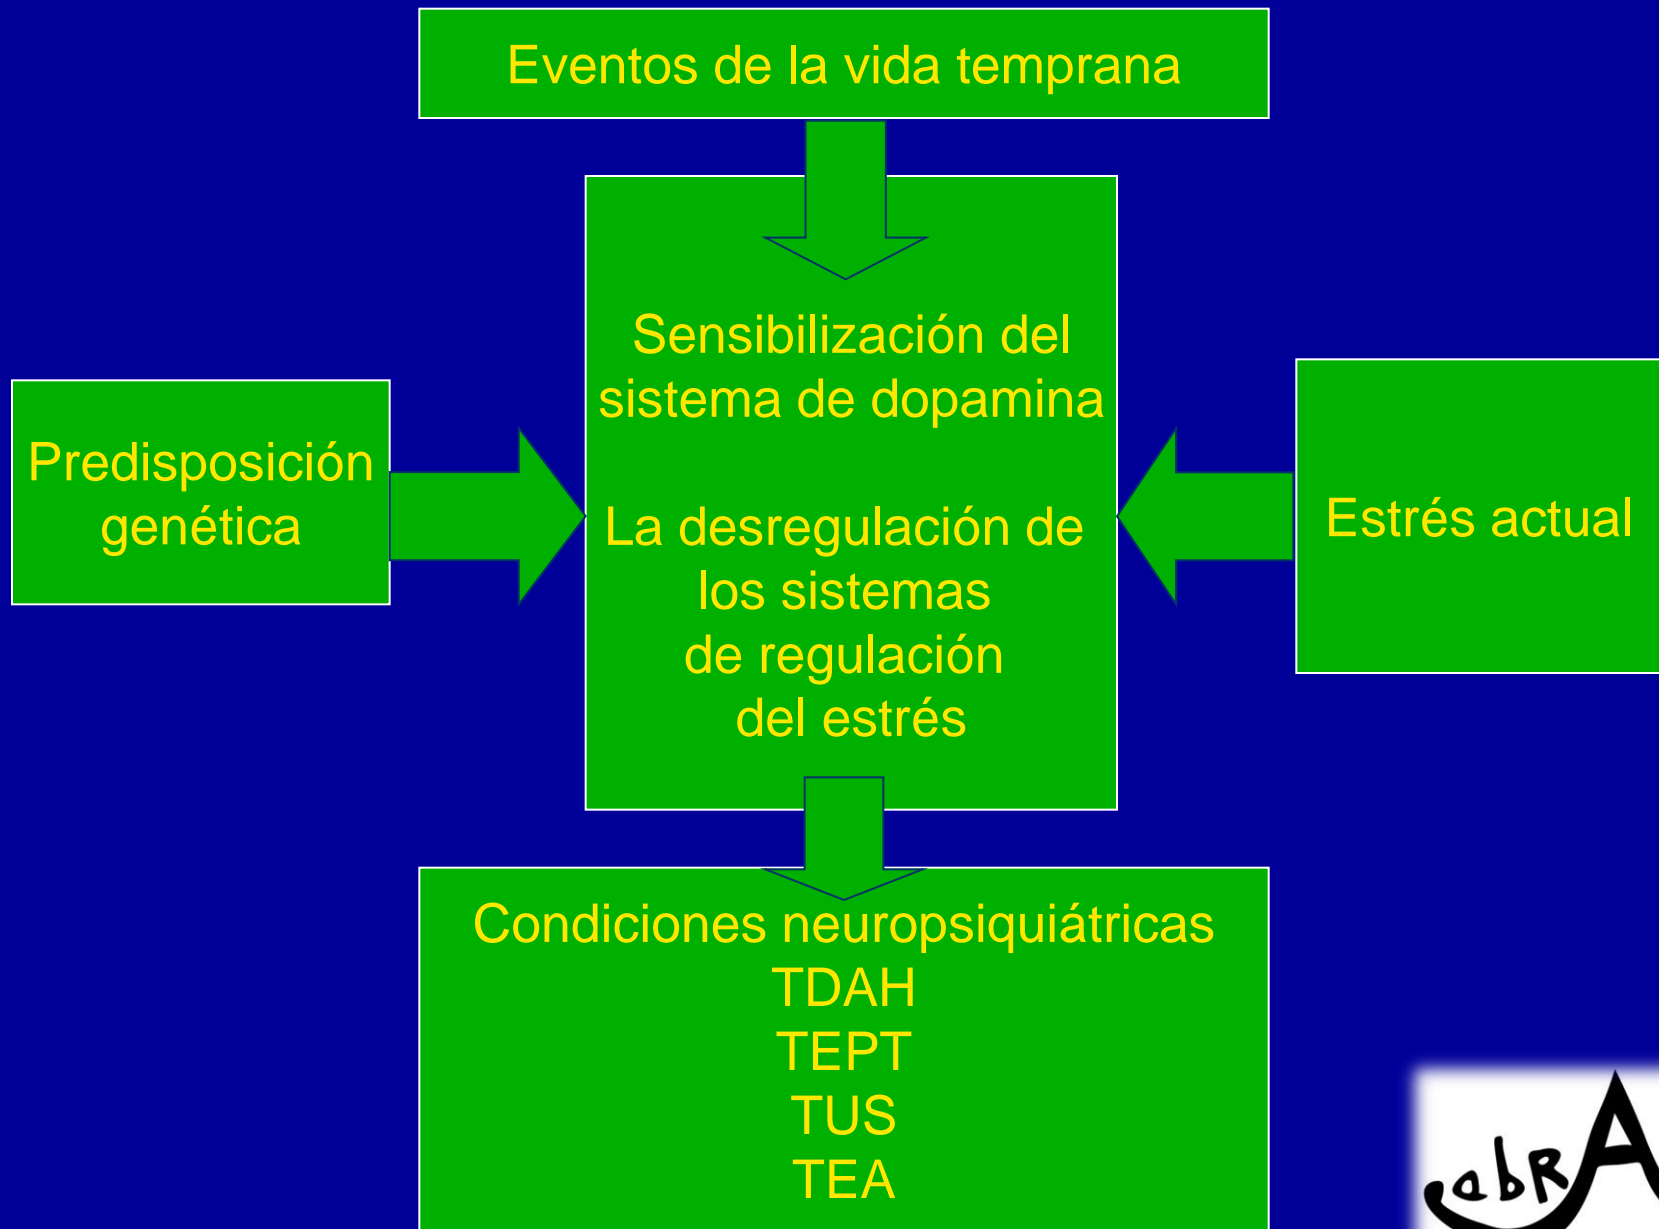 Eventos de la vida temprana
Sensibilización del
sistema de dopamina
La desregulación de
los sistemas
de regulación
del estrés
Predisposición
genética
Estrés actual
Condiciones neuropsiquiátricas
TDAH
TEPT
TUS
TEA
abRA